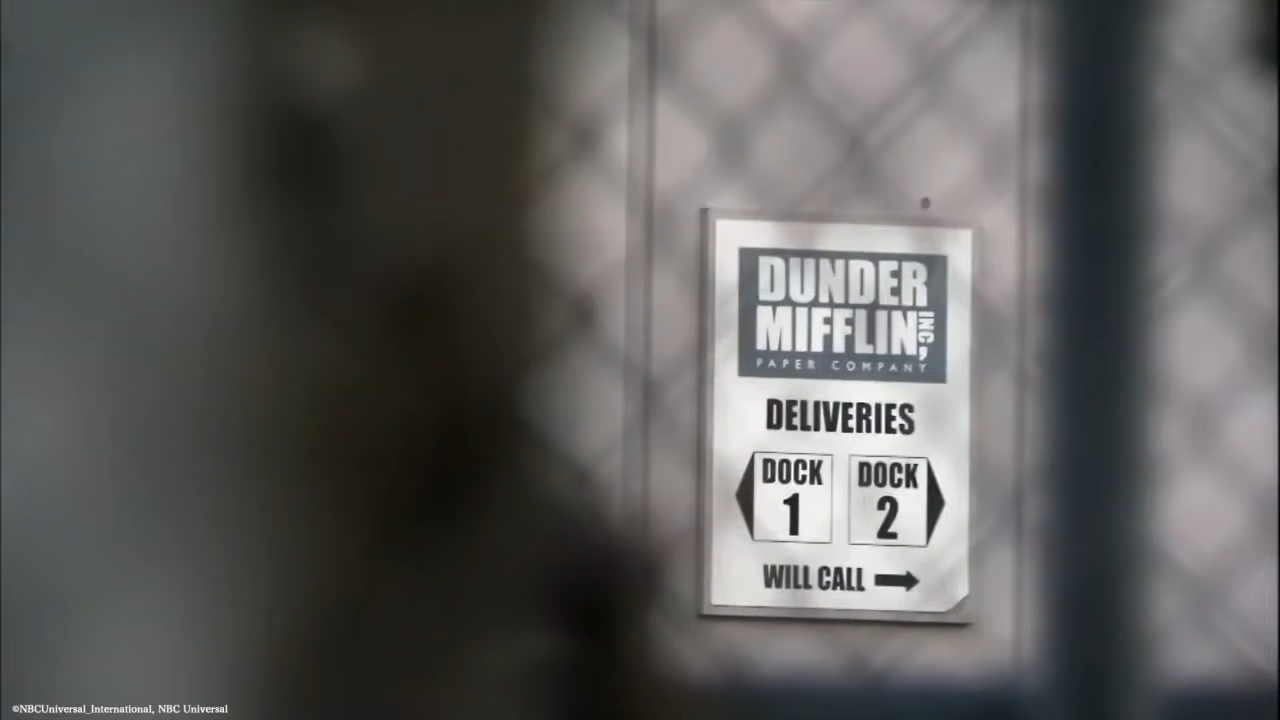 DUNDER
MIFFLIN INC,
PAPER COMPANY
DELIVERIES
DOCK DOCK
1 2
WILL CALL
©NBCUniversal_International, NBC Universal